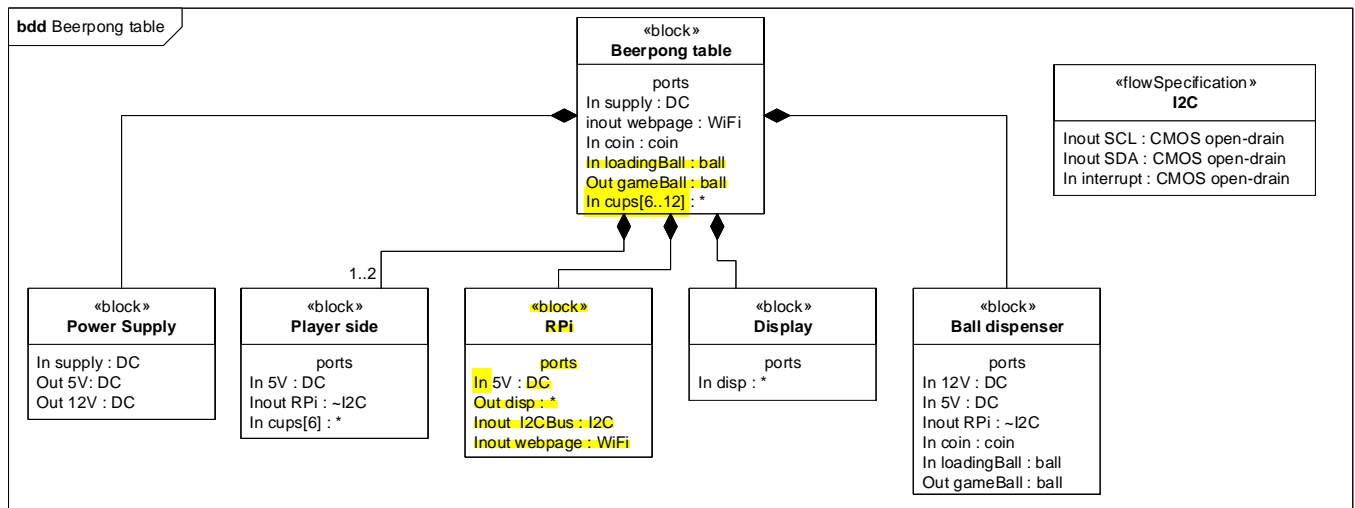 bdd Beerpong table
«block»
Beerpong table
ports
In supply : DC
inout webpage : WiFi
In coin : coin
In loadingBall : ball
Out gameBall : ball
In cups[6..12] : *
«flowSpecification»
I2C
Inout SCL : CMOS open-drain
Inout SDA : CMOS open-drain
In interrupt : CMOS open-drain
1..2
«block»
Power Supply
In supply : DC
Out 5V: DC
Out 12V : DC
«block»
Player side
ports
In 5V : DC
Inout RPi : ~I2C
In cups[6] : *
«block»
RPi
ports
In 5V : DC
Out disp : *
Inout I2CBus : I2C
Inout webpage : WiFi
«block»
Display
ports
In disp : *
«block»
Ball dispenser
ports
In 12V : DC
In 5V : DC
Inout RPi : ~I2C
In coin : coin
In loadingBall : ball
Out gameBall : ball